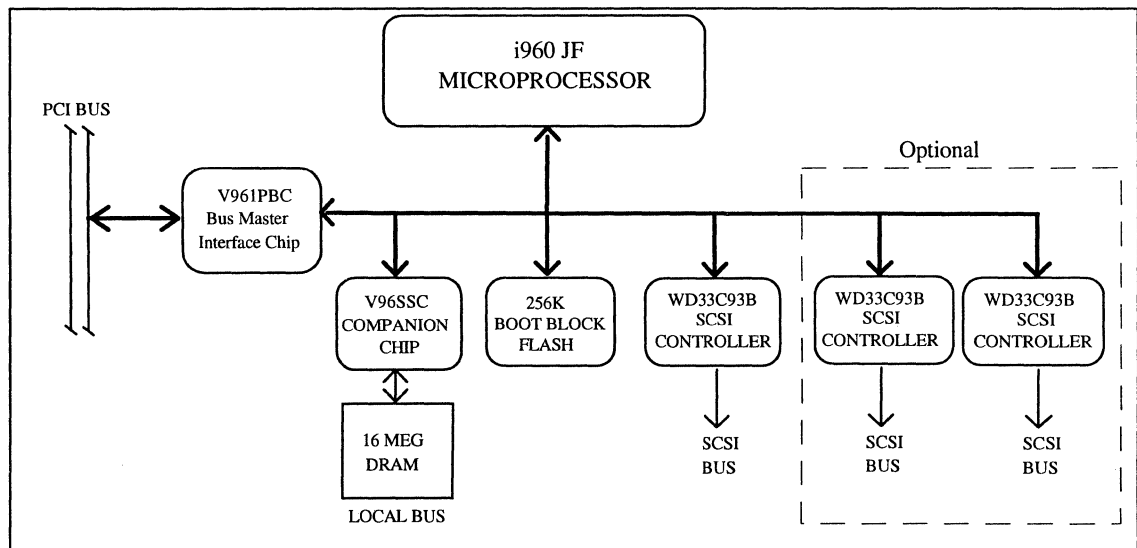 i960 JF
MICROPROCESSOR
PCI BUS
Optional
V961PBC
Bus Master
Interface Chip
V96SSC
COMPANION
CHIP
256K
BOOT BLOCK
FLASH
WD33C93B
SCSI
CONTROLLER
WD33C93B
SCSI
CONTROLLER
WD33C93B
SCSI
CONTROLLER
16 MEG
DRAM
SCSI
BUS
SCSI
BUS
SCSI
BUS
LOCAL BUS